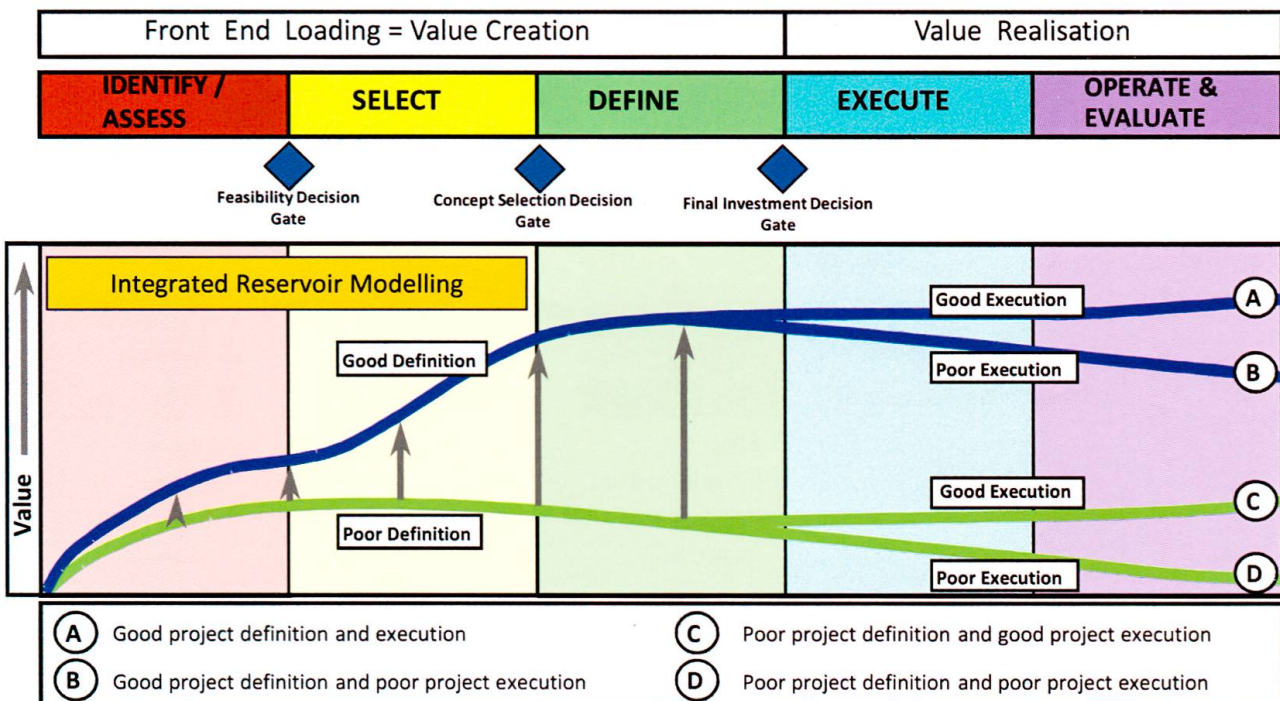 Front End Loading = Value Creation
Value Realisation
IDENTIFY /
ASSESS
SELECT
DEFINE
EXECUTE
OPERATE &
EVALUATE
Feasibility Decision
Gate
Concept Selection Decision
Gate
Final Investment Decision
Gate
Value
Integrated Reservoir Modelling
Good Definition
Poor Definition
Good Execution
A
Poor Execution
B
Good Execution
C
Poor Execution
D
A Good project definition and execution
B Good project definition and poor project execution
C Poor project definition and good project execution
D Poor project definition and poor project execution